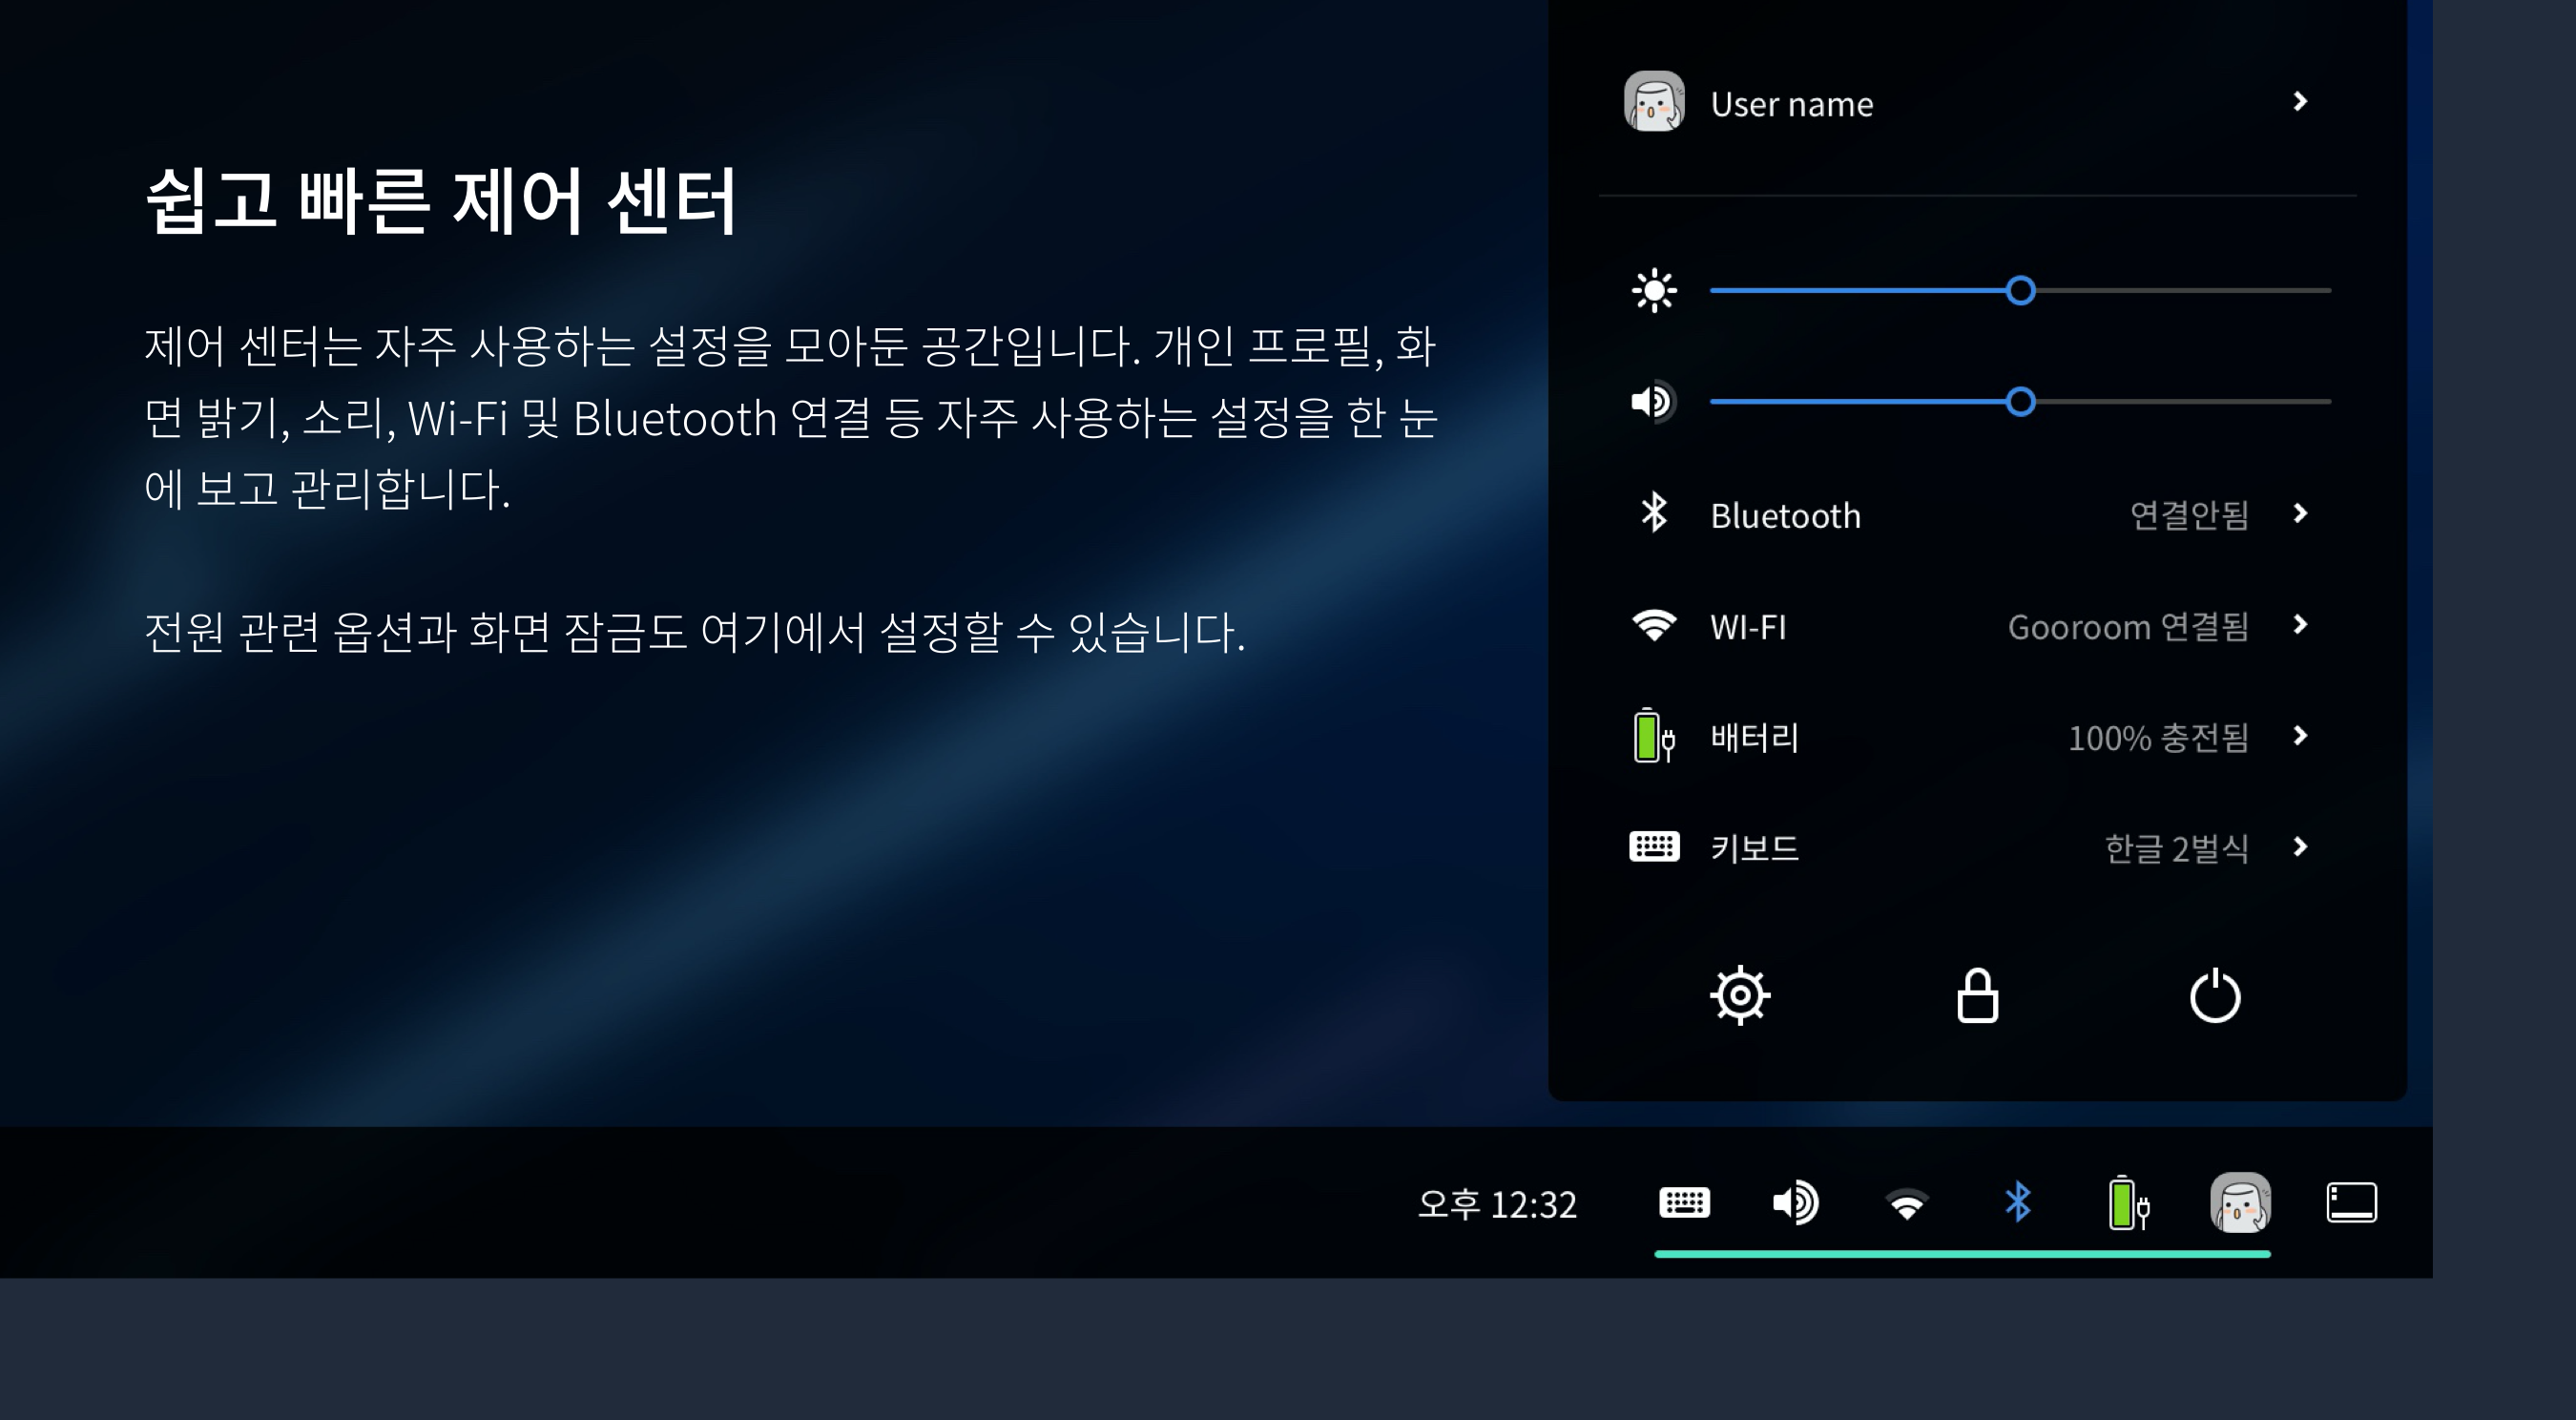 쉽고 빠른 제어 센터
제어 센터는 자주 사용하는 설정을 모아둔 공간입니다. 개인 프로필, 화
면 밝기, 소리, Wi-Fi 및 Bluetooth 연결 등 자주 사용하는 설정을 한 눈
에 보고 관리합니다.
전원 관련 옵션과 화면 잠금도 여기에서 설정할 수 있습니다.
User name
Bluetooth 연결안됨
WI-FI Gooroom 연결됨
배터리 100% 충전됨
키보드 한글 2벌식
오후 12:32